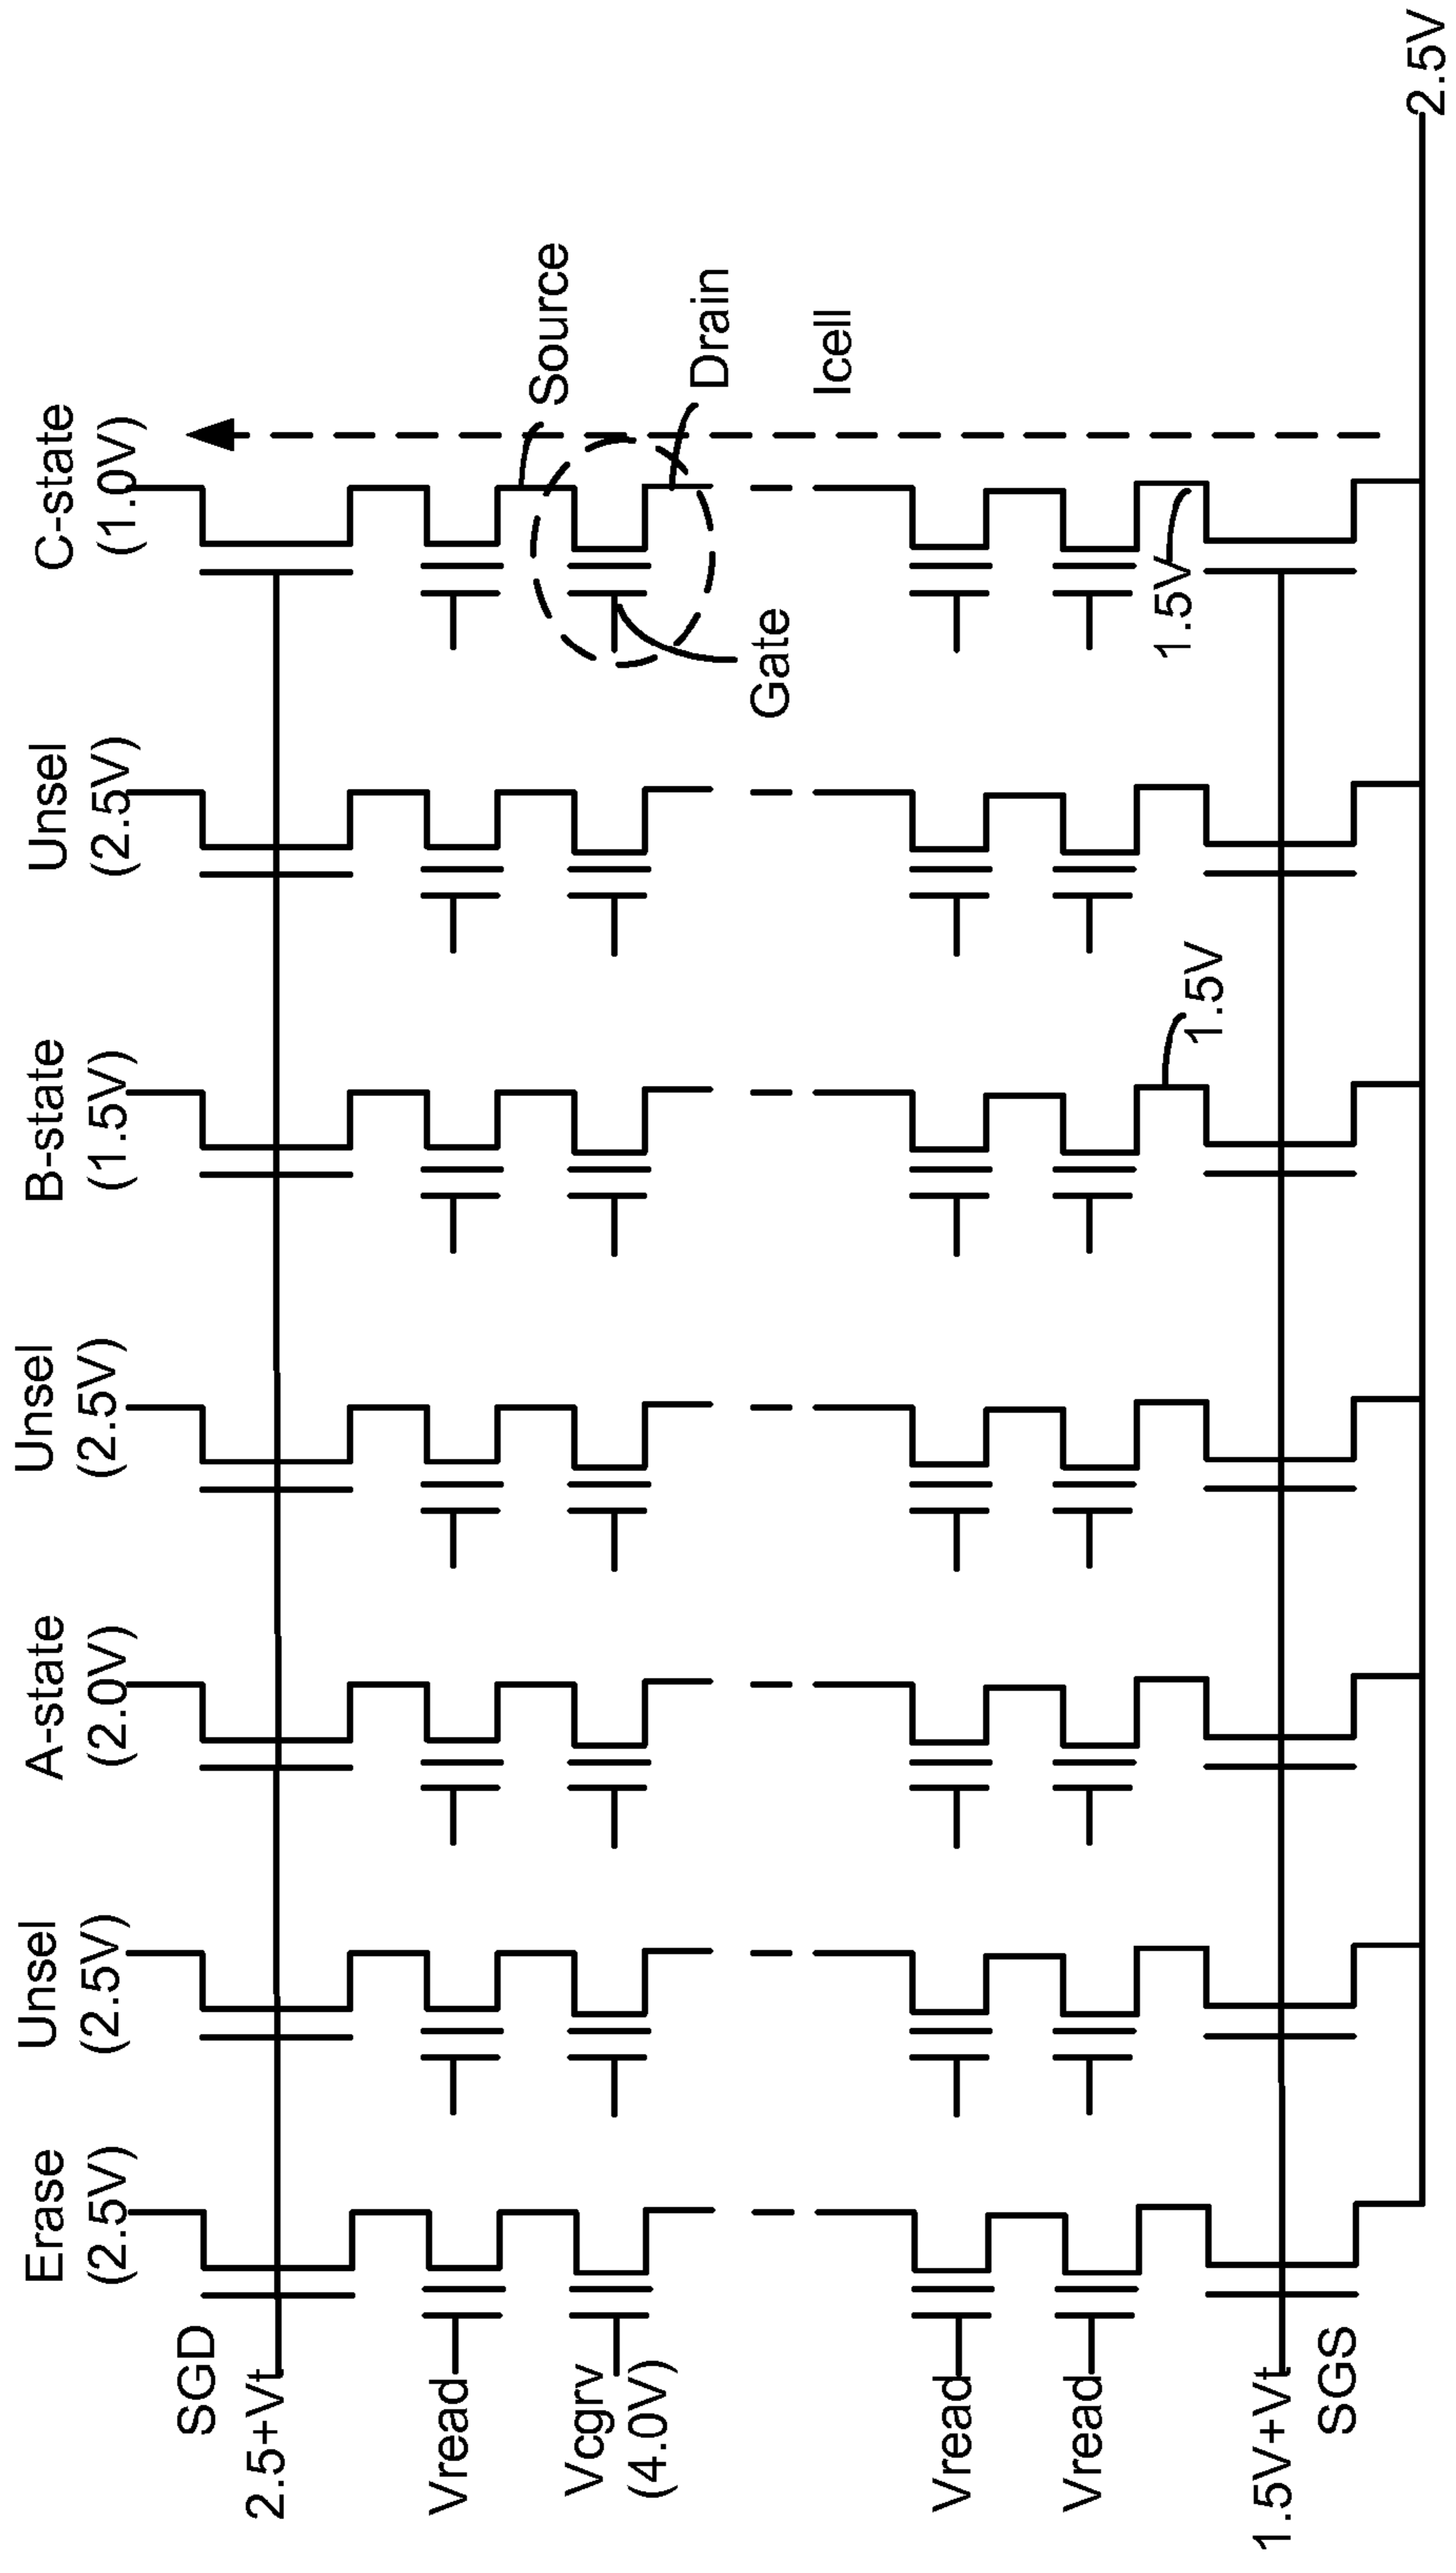 Erase
(2.5V)
Unsel
(2.5V)
A-state
(2.0V)
Unsel
(2.5V)
B-state
(1.5V)
Unsel
(2.5V)
C-state
(1.0V)
SGD
2.5+Vt
Vread
Source
Vcgrv
(4.0V)
Drain
Gate
Icell
Vread
Vread
1.5V
1.5V
1.5V+Vt
SGS
2.5V